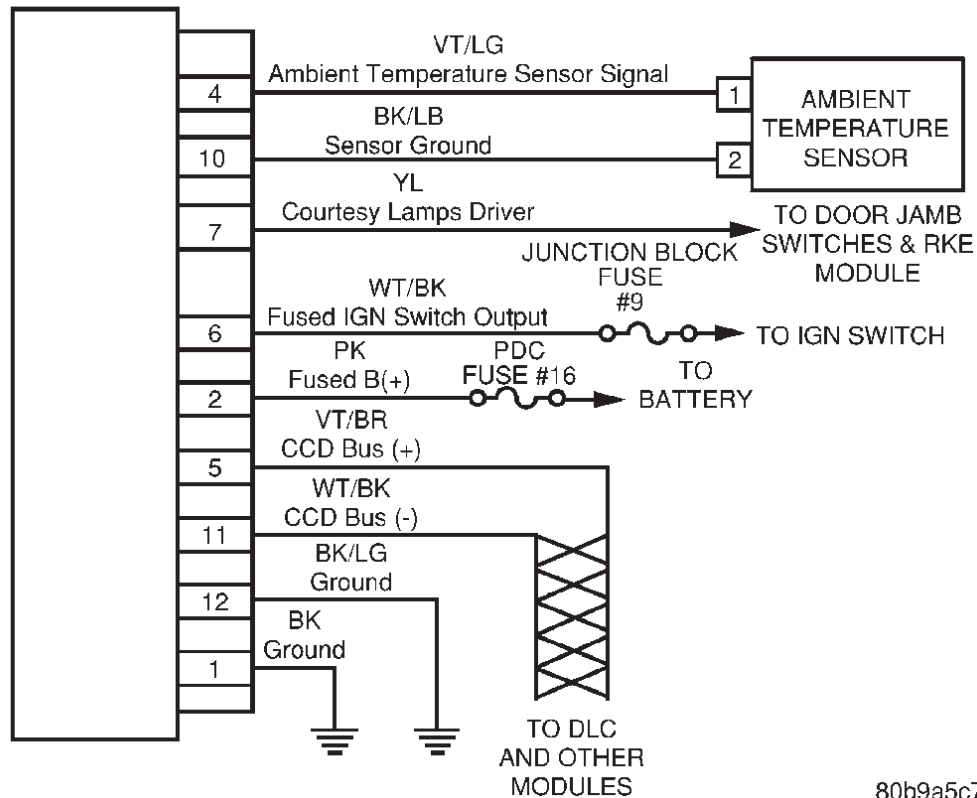 VT/LG
4 Ambient Temperature Sensor Signal 1
AMBIENT
TEMPERATURE
SENSOR
BK/LB
10 Sensor Ground 2
YL
7 Courtesy Lamps Driver
TO DOOR JAMB
SWITCHES & RKE
MODULE
JUNCTION BLOCK
FUSE
#9
WT/BK
6 Fused IGN Switch Output
TO IGN SWITCH
PK
2 Fused B(+)
PDC
FUSE #16
TO
BATTERY
VT/BR
5 CCD Bus (+)
WT/BK
11 CCD Bus (-)
BK/LG
12 Ground
BK
1 Ground
TO DLC
AND OTHER
MODULES
80b9a5c7